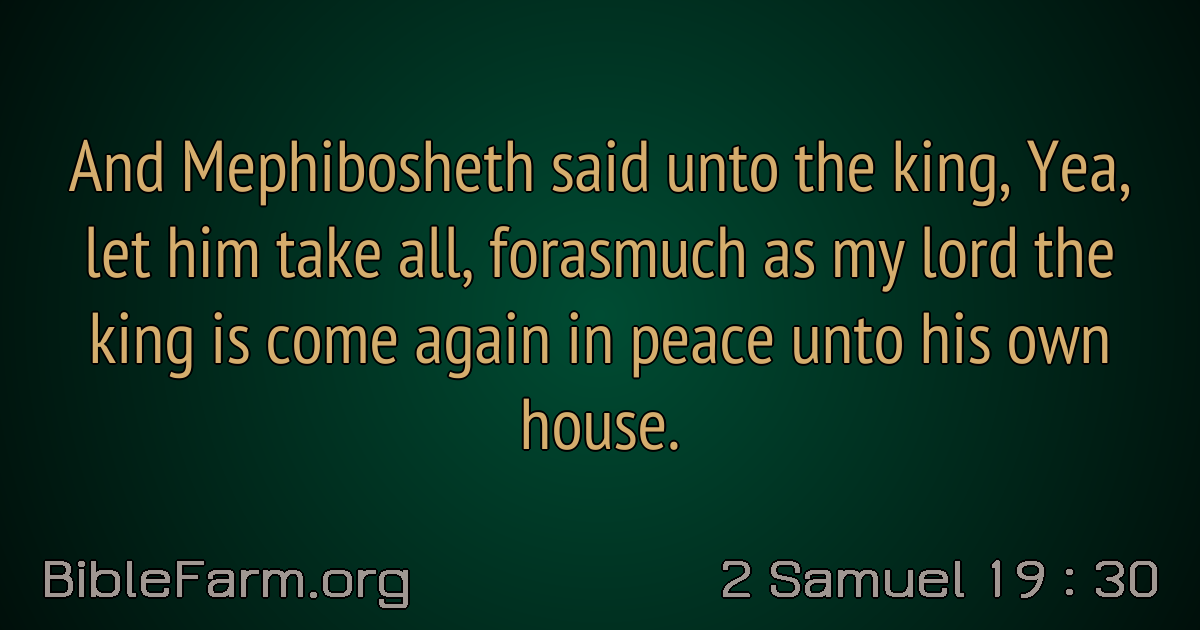 And Mephibosheth said unto the king, Yea,
let him take all, forasmuch as my lord the
king is come again in peace unto his own
house.
BibleFarm.org
2 Samuel 19 : 30